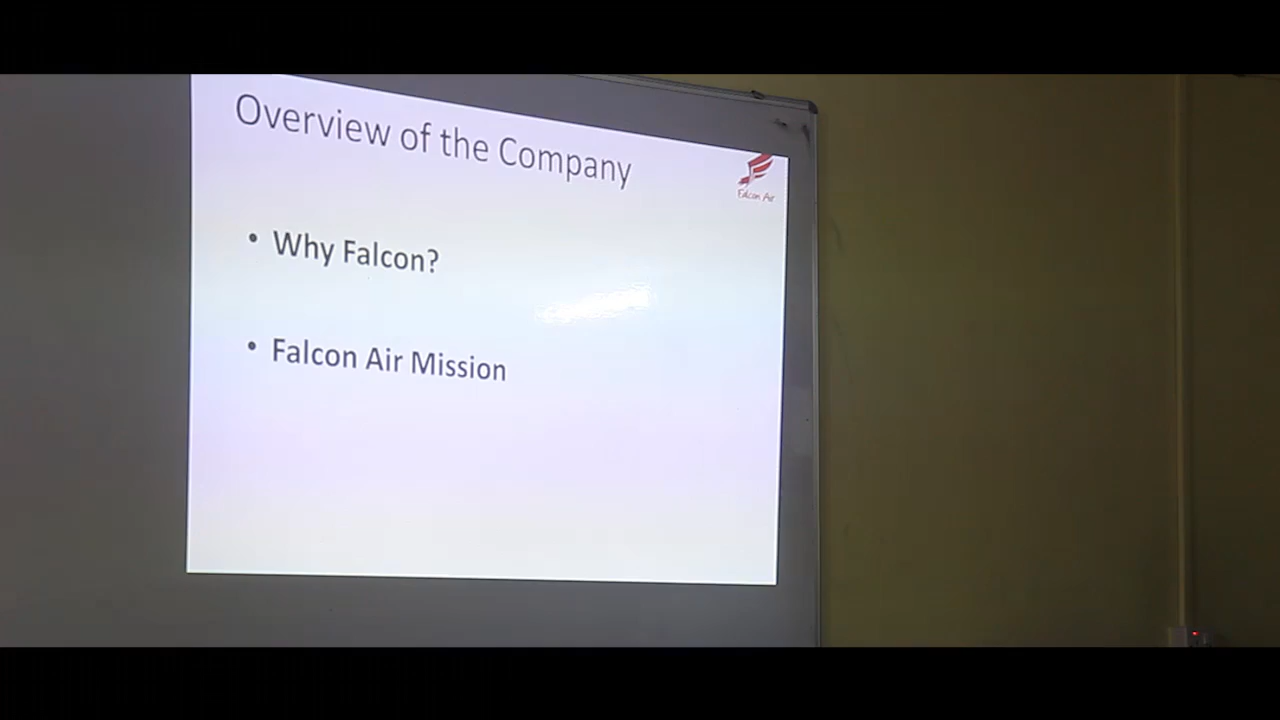 Overview of the Company
Falcon Air
• Why Falcon?
• Falcon Air Mission